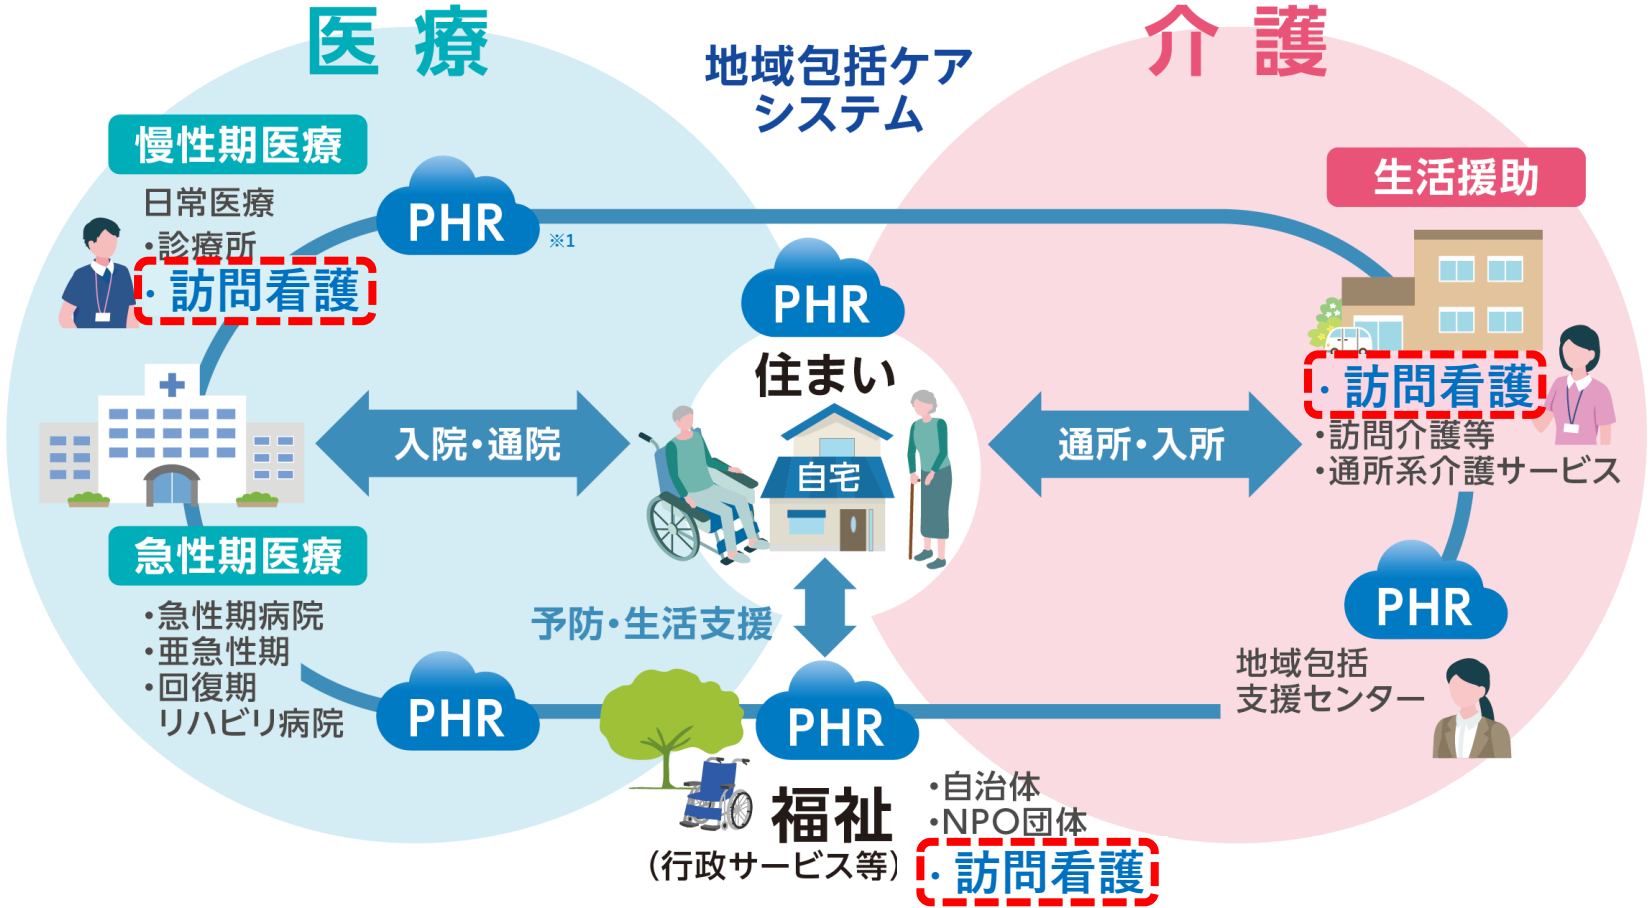 医療
介護
地域包括ケア
システム
慢性期医療
日常医療
・診療所
・訪問看護
PHR
※1
PHR
住まい
自宅
生活援助
・訪問看護
・訪問介護等
・通所系介護サービス
入院・通院
通所・入所
急性期医療
・急性期病院
・亜急性期
・回復期
リハビリ病院
予防・生活支援
PHR
PHR
PHR
地域包括
支援センター
福祉
(行政サービス等)
・自治体
・NPO団体
・訪問看護